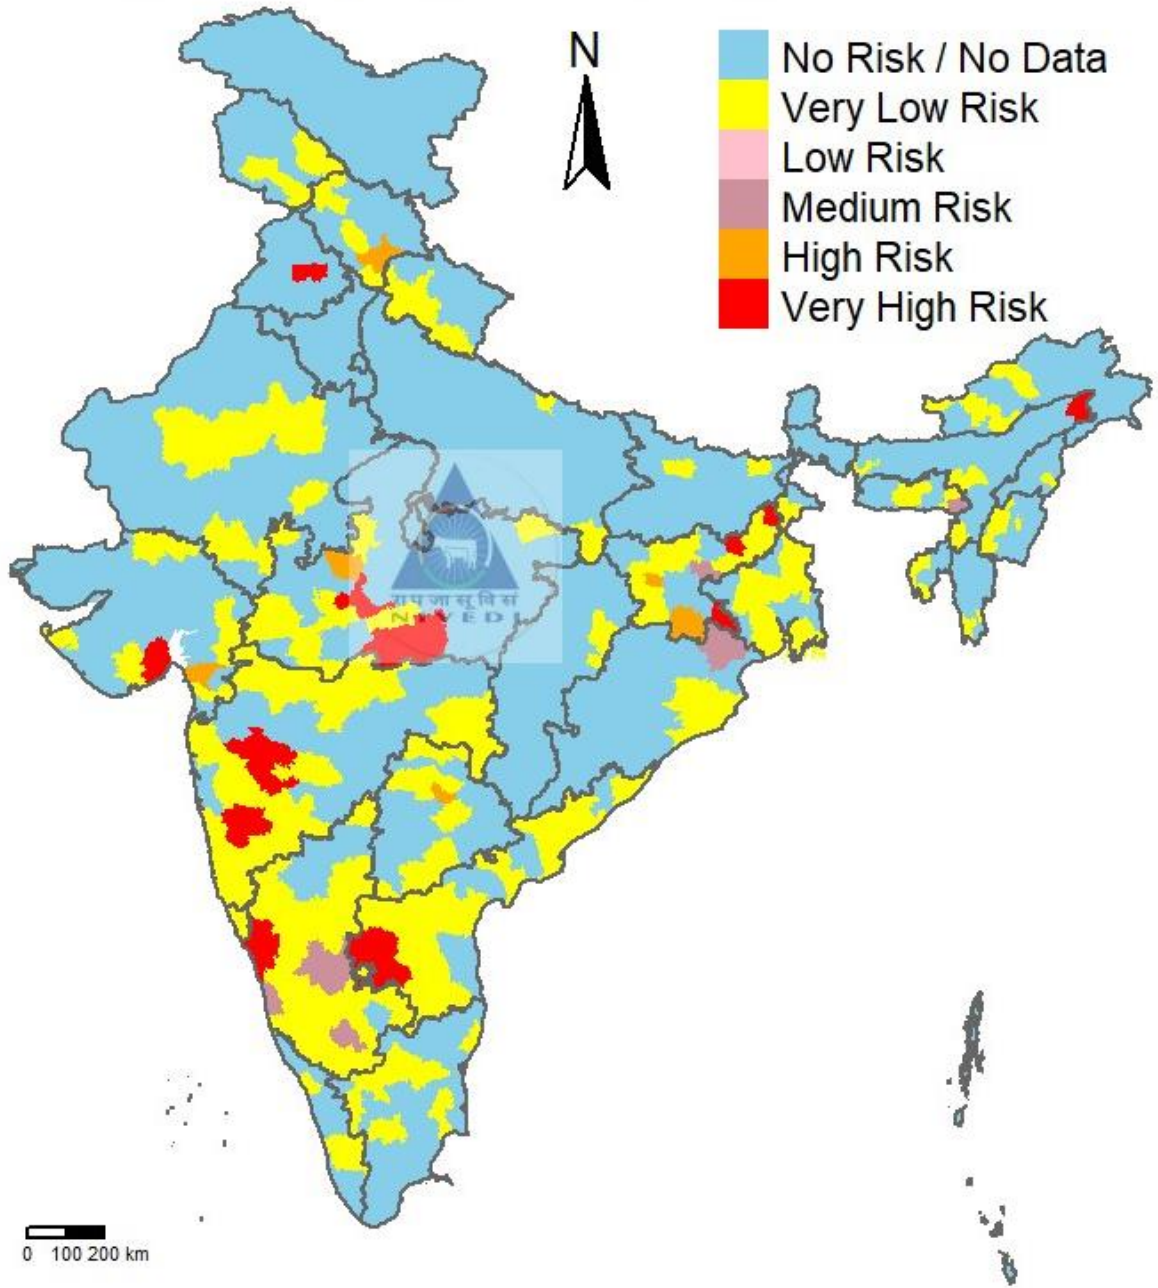 N
No Risk / No Data
Very Low Risk
Low Risk
Medium Risk
High Risk
Very High Risk
NIVEDI
0 100 200 km